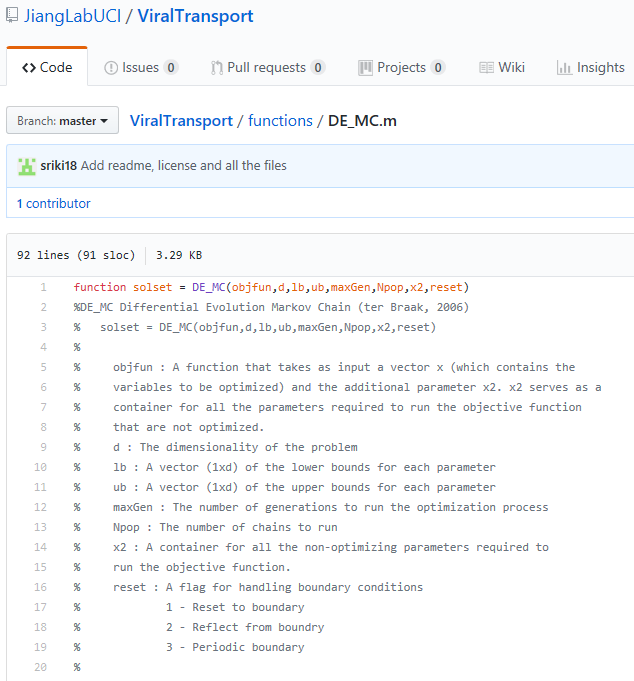 JiangLabUCI / ViralTransport
Code Issues 0 Pull requests 0 Projects 0 Wiki Insights
Branch: master ViralTransport / functions / DE_MC.m
sriki18 Add readme, license and all the files
1 contributor
92 lines (91 sloc) 3.29 KB
1 function solset = DE_MC(objfun,d,lb,ub,maxGen,Npop,x2,reset)
2 %DE_MC Differential Evolution Markov Chain (ter Braak, 2006)
3 % solset = DE_MC(objfun,d,lb,ub,maxGen,Npop,x2,reset)
4 %
5 % objfun : A function that takes as input a vector x (which contains the
6 % variables to be optimized) and the additional parameter x2. x2 serves as a
7 % container for all the parameters required to run the objective function
8 % that are not optimized.
9 % d : The dimensionality of the problem
10 % lb : A vector (1xd) of the lower bounds for each parameter
11 % ub : A vector (1xd) of the upper bounds for each parameter
12 % maxGen : The number of generations to run the optimization process
13 % Npop : The number of chains to run
14 % x2 : A container for all the non-optimizing parameters required to
15 % run the objective function.
16 % reset : A flag for handling boundary conditions
17 % 1 - Reset to boundary
18 % 2 - Reflect from boundry
19 % 3 - Periodic boundary
20 %